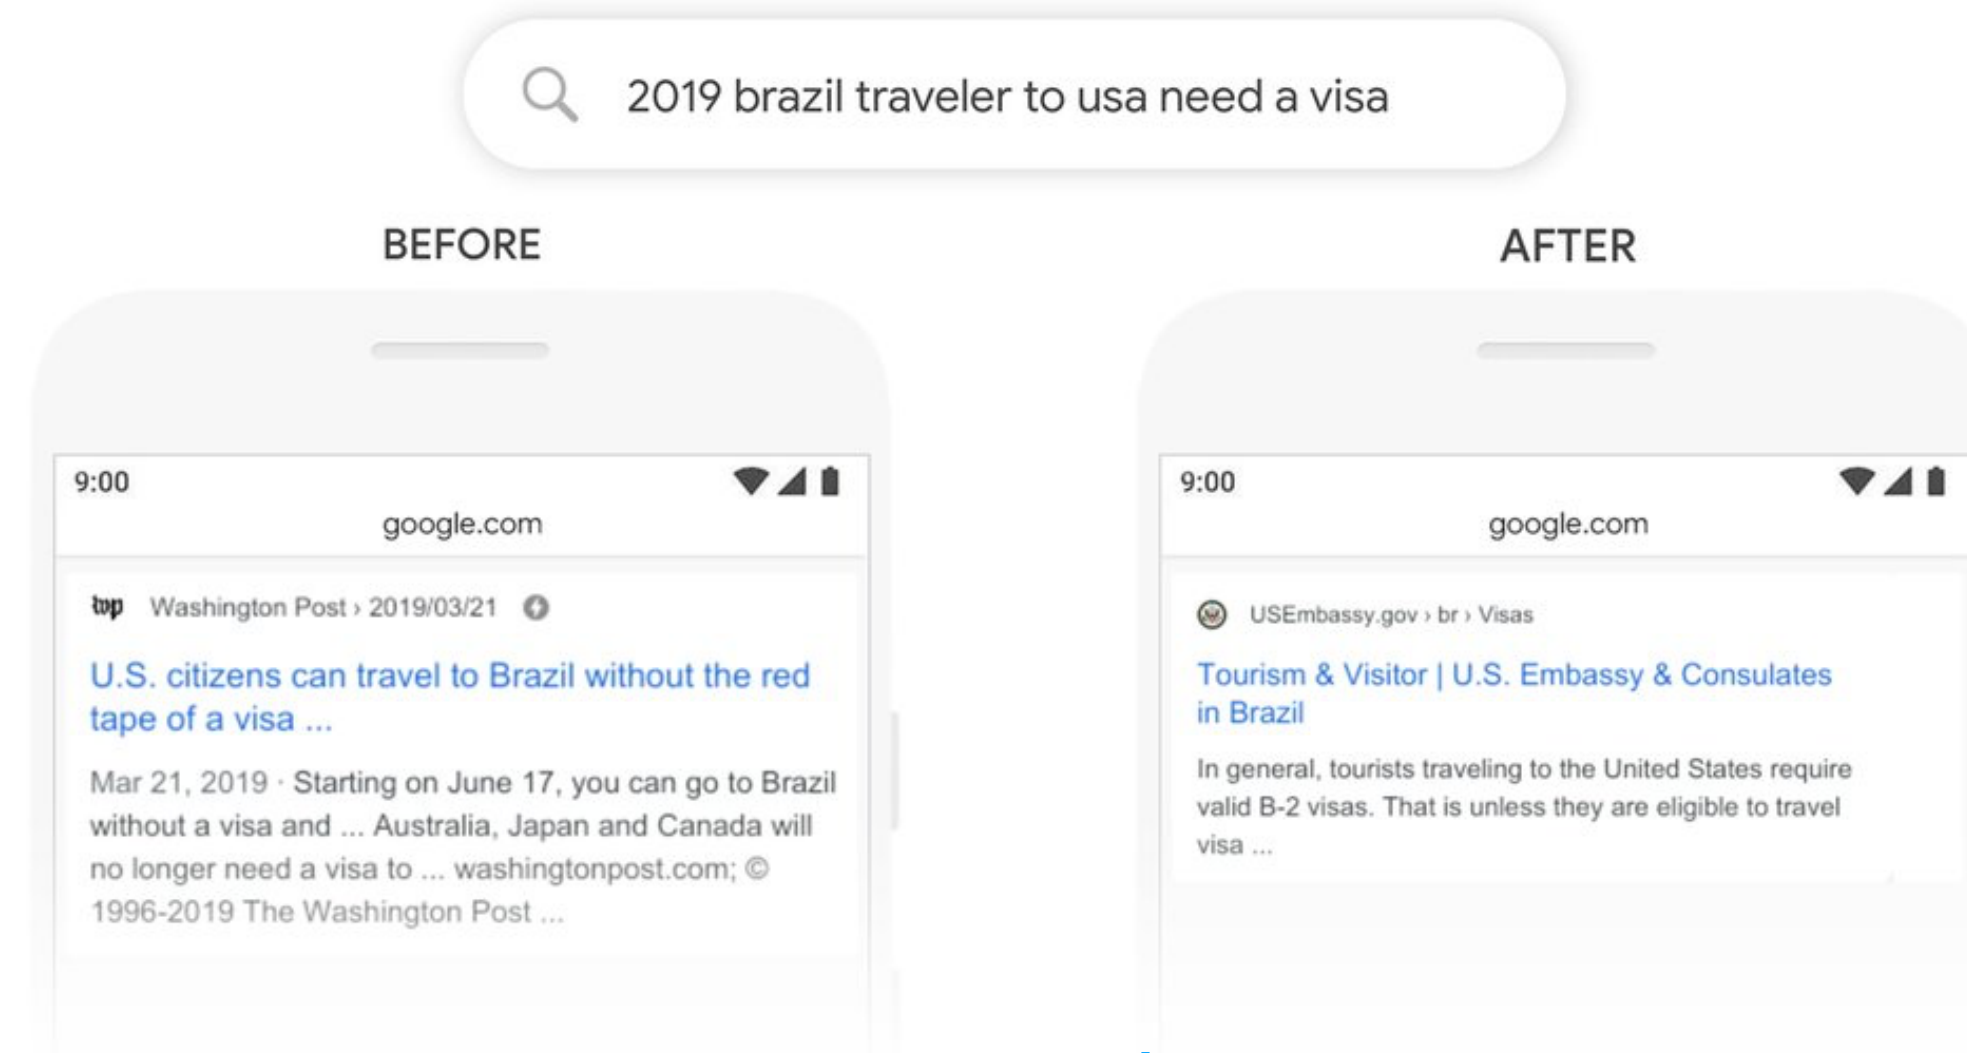 2019 brazil traveler to usa need a visa
BEFORE
9:00
google.com
wp Washington Post › 2019/03/21
U.S. citizens can travel to Brazil without the red
tape of a visa ...
Mar 21, 2019 · Starting on June 17, you can go to Brazil
without a visa and ... Australia, Japan and Canada will
no longer need a visa to ... washingtonpost.com; ©
1996-2019 The Washington Post ...
AFTER
9:00
google.com
USEmbassy.gov › br › Visas
Tourism & Visitor | U.S. Embassy & Consulates
in Brazil
In general, tourists traveling to the United States require
valid B-2 visas. That is unless they are eligible to travel
visa ...